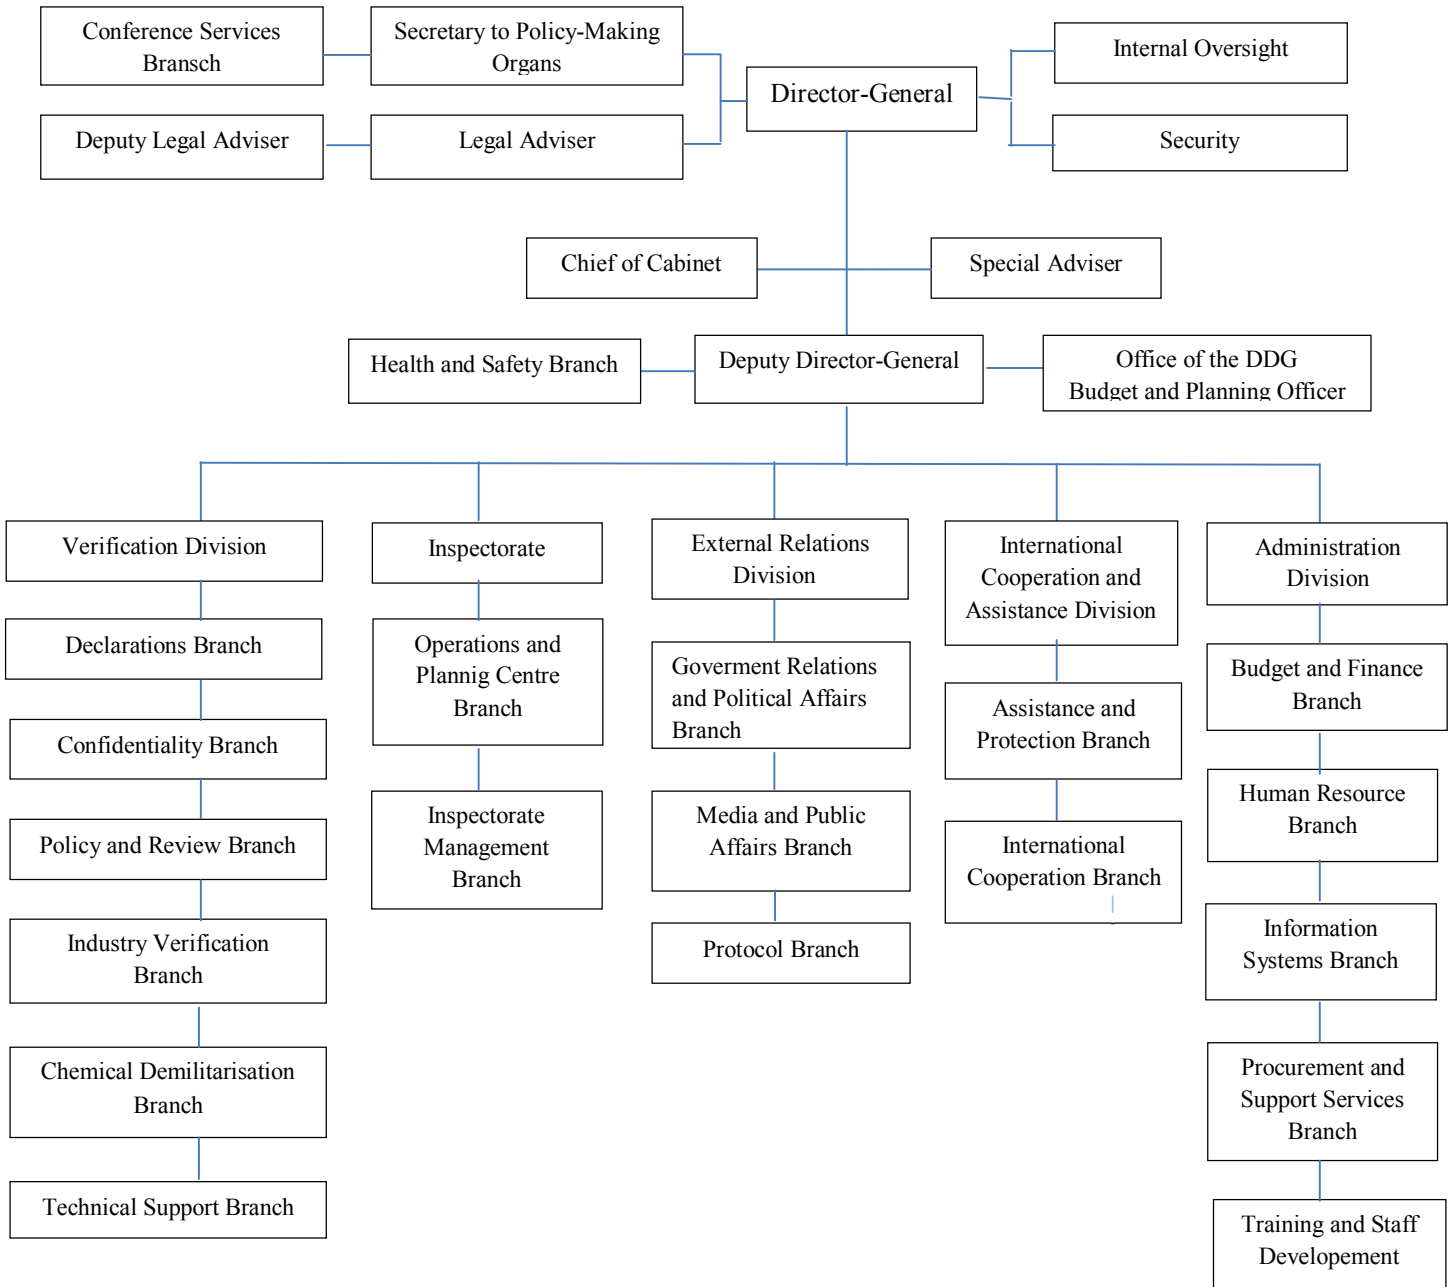 Conference Services
Bransch
Secretary to Policy-Making
Organs
Director-General
Internal Oversight
Deputy Legal Adviser
Legal Adviser
Security
Chief of Cabinet
Special Adviser
Health and Safety Branch
Deputy Director-General
Office of the DDG
Budget and Planning Officer
Verification Division
Declarations Branch
Confidentiality Branch
Policy and Review Branch
Industry Verification
Branch
Chemical Demilitarisation
Branch
Technical Support Branch
Inspectorate
Operations and
Plannig Centre
Branch
Inspectorate
Management
Branch
External Relations
Division
Goverment Relations
and Political Affairs
Branch
Media and Public
Affairs Branch
Protocol Branch
International
Cooperation and
Assistance Division
Assistance and
Protection Branch
International
Cooperation Branch
Administration
Division
Budget and Finance
Branch
Human Resource
Branch
Information
Systems Branch
Procurement and
Support Services
Branch
Training and Staff
Developement